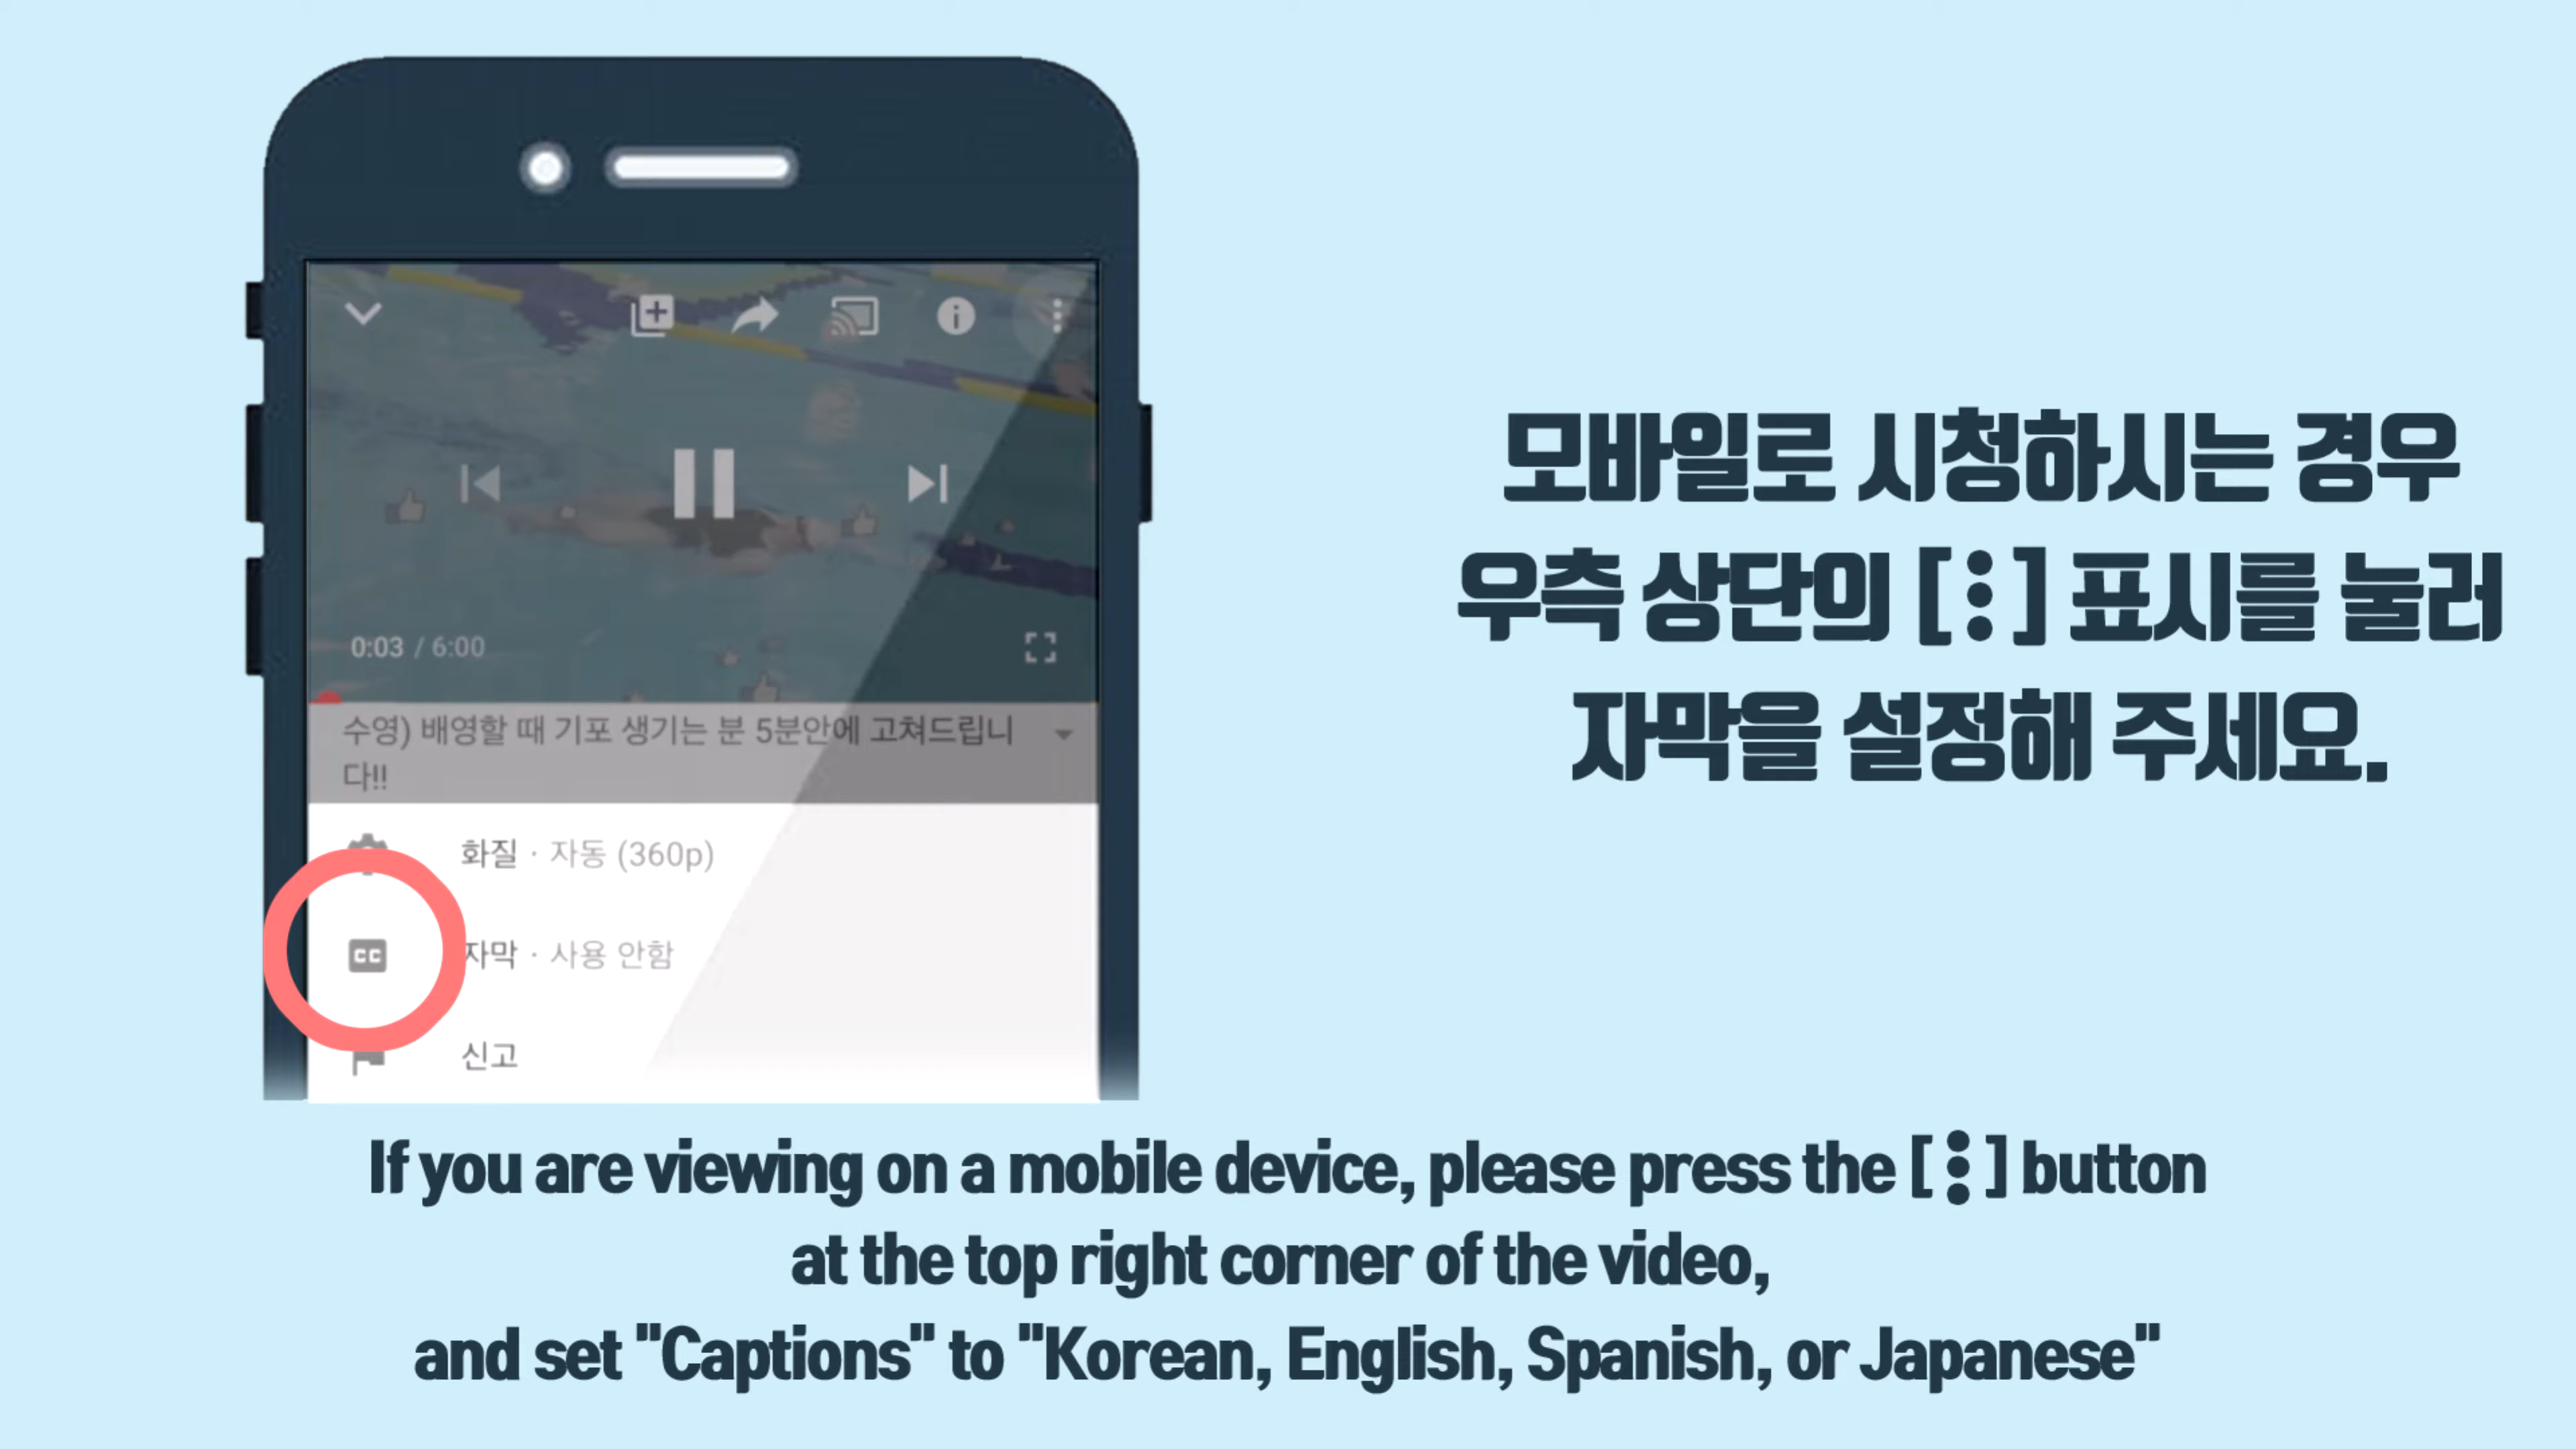 모바일로 시청하시는 경우
우측 상단의 [⋮] 표시를 눌러
자막을 설정해 주세요.
0:03 / 6:00
수영) 배영할 때 기포 생기는 분 5분안에 고쳐드립니
다!!
화질 · 자동 (360p)
CC
자막 · 사용 안함
신고
If you are viewing on a mobile device, please press the [⋮] button
at the top right corner of the video,
and set "Captions" to "Korean, English, Spanish, or Japanese"